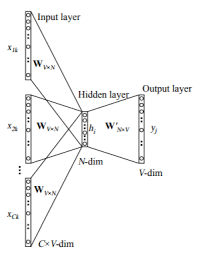 Input layer
x1k
WV×N
Hidden layer
Output layer
x2k
WV×N
hi
W'N×V
yj
N-dim
V-dim
WV×N
xCk
C×V-dim